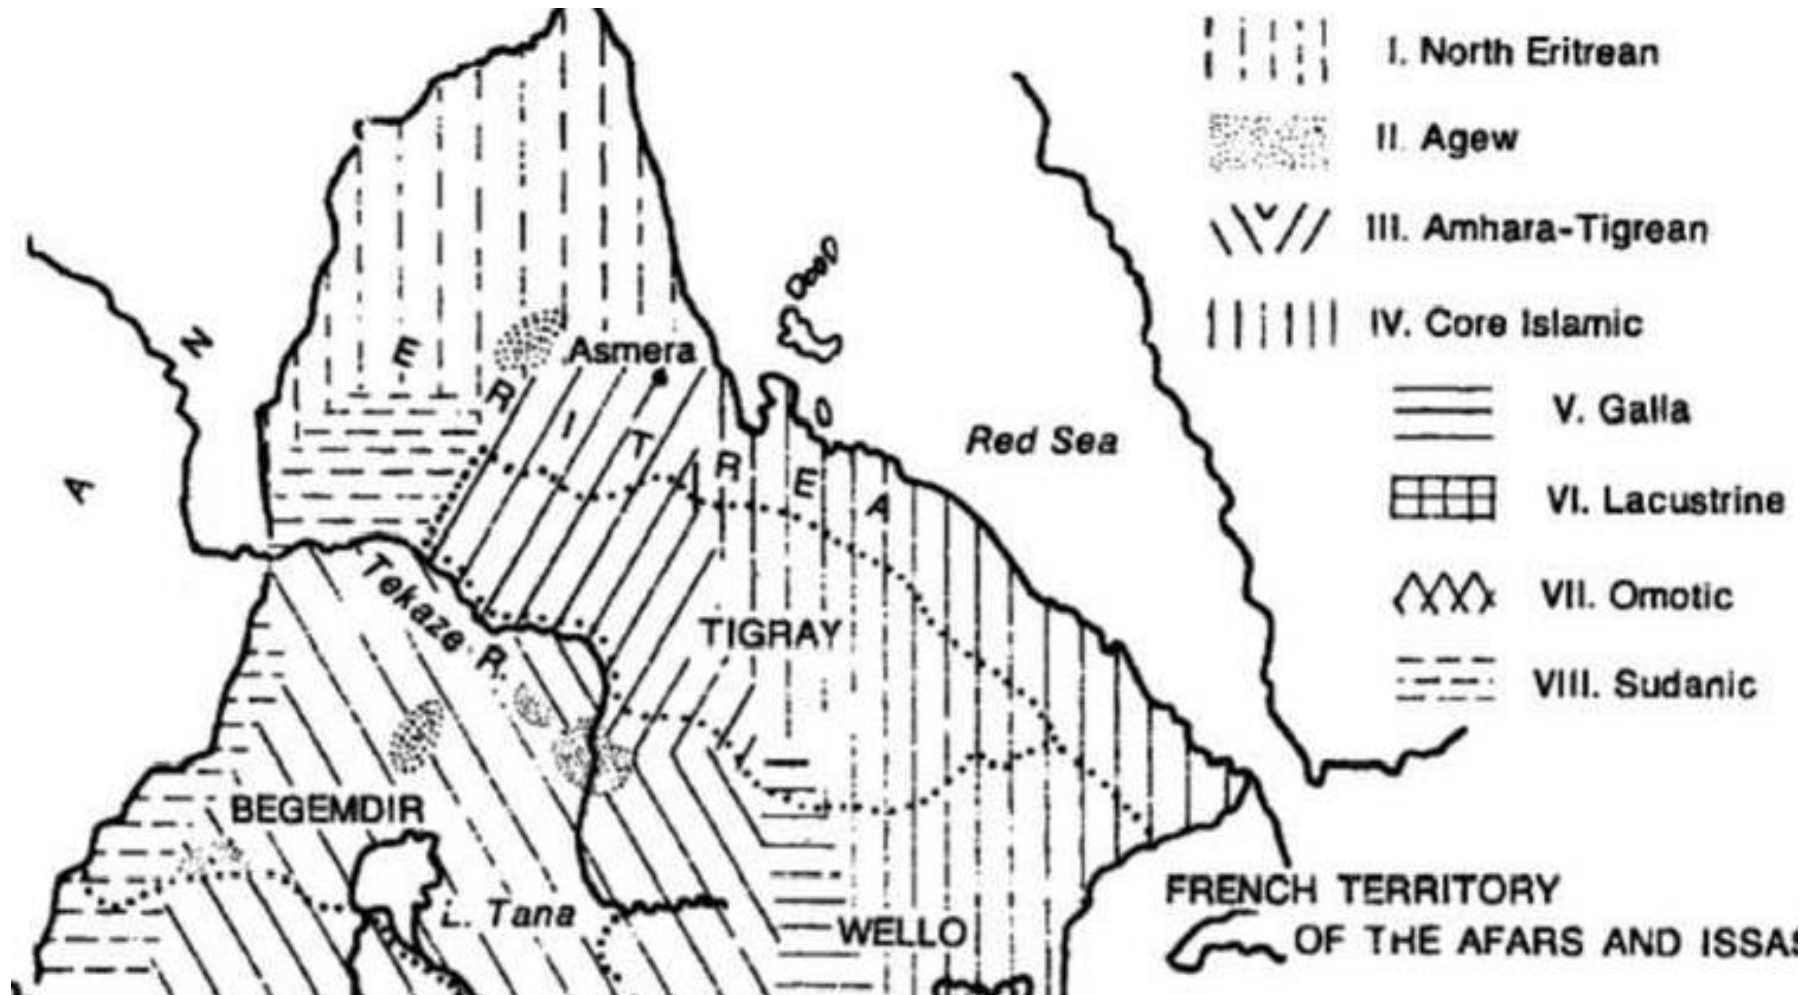 I. North Eritrean
II. Agew
III. Amhara-Tigrean
IV. Core Islamic
V. Galla
VI. Lacustrine
VII. Omotic
VIII. Sudanic
N
A
ERITREA
Asmera
Red Sea
Tekaze R.
TIGRAY
BEGEMDIR
L. Tana
WELLO
FRENCH TERRITORY
OF THE AFARS AND ISSAS